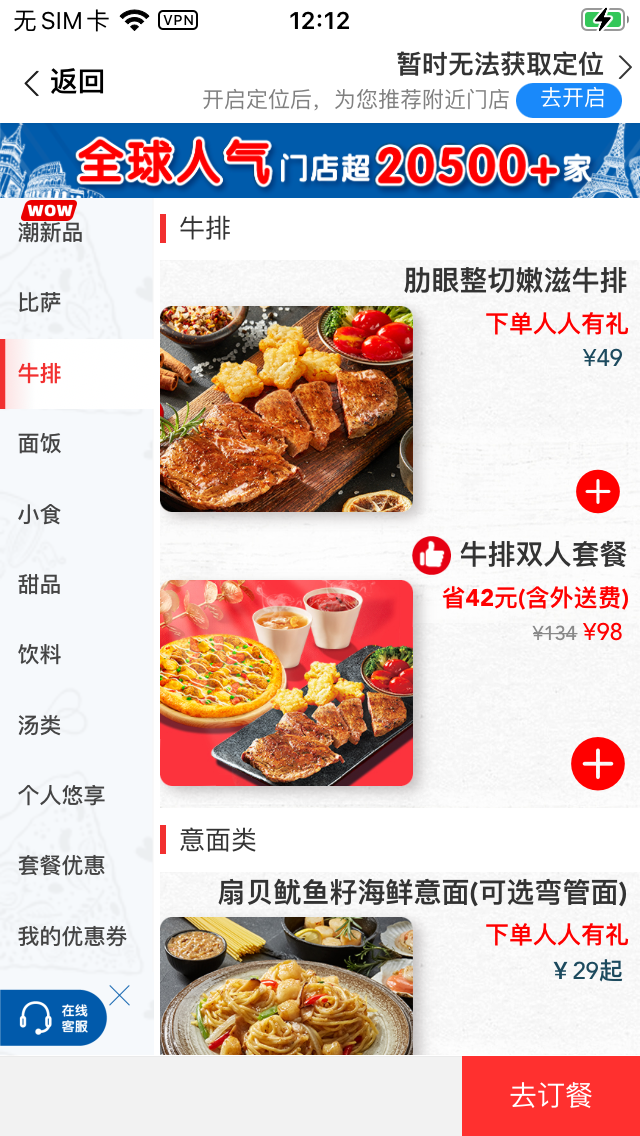 无SIM卡 VPN 12:12
暂时无法获取定位
返回
开启定位后，为您推荐附近门店 去开启
全球人气 门店超 20500+家
WOW
潮新品
比萨
牛排
面饭
小食
甜品
饮料
汤类
个人悠享
套餐优惠
我的优惠券
在线
客服
牛排
肋眼整切嫩滋牛排
下单人人有礼
¥49
牛排双人套餐
省42元(含外送费)
¥134 ¥98
意面类
扇贝鱿鱼籽海鲜意面(可选弯管面)
下单人人有礼
¥ 29起
去订餐